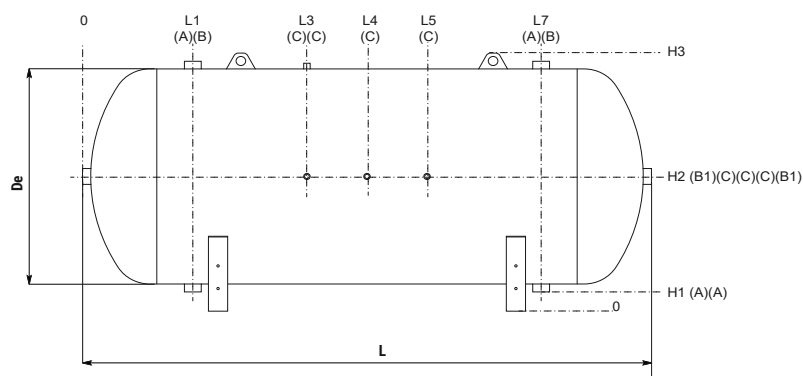 0 L1 L3 L4 L5 L7
(A)(B) (C)(C) (C) (C) (A)(B)
H3
De
H2 (B1)(C)(C)(C)(B1)
H1 (A)(A)
0
L